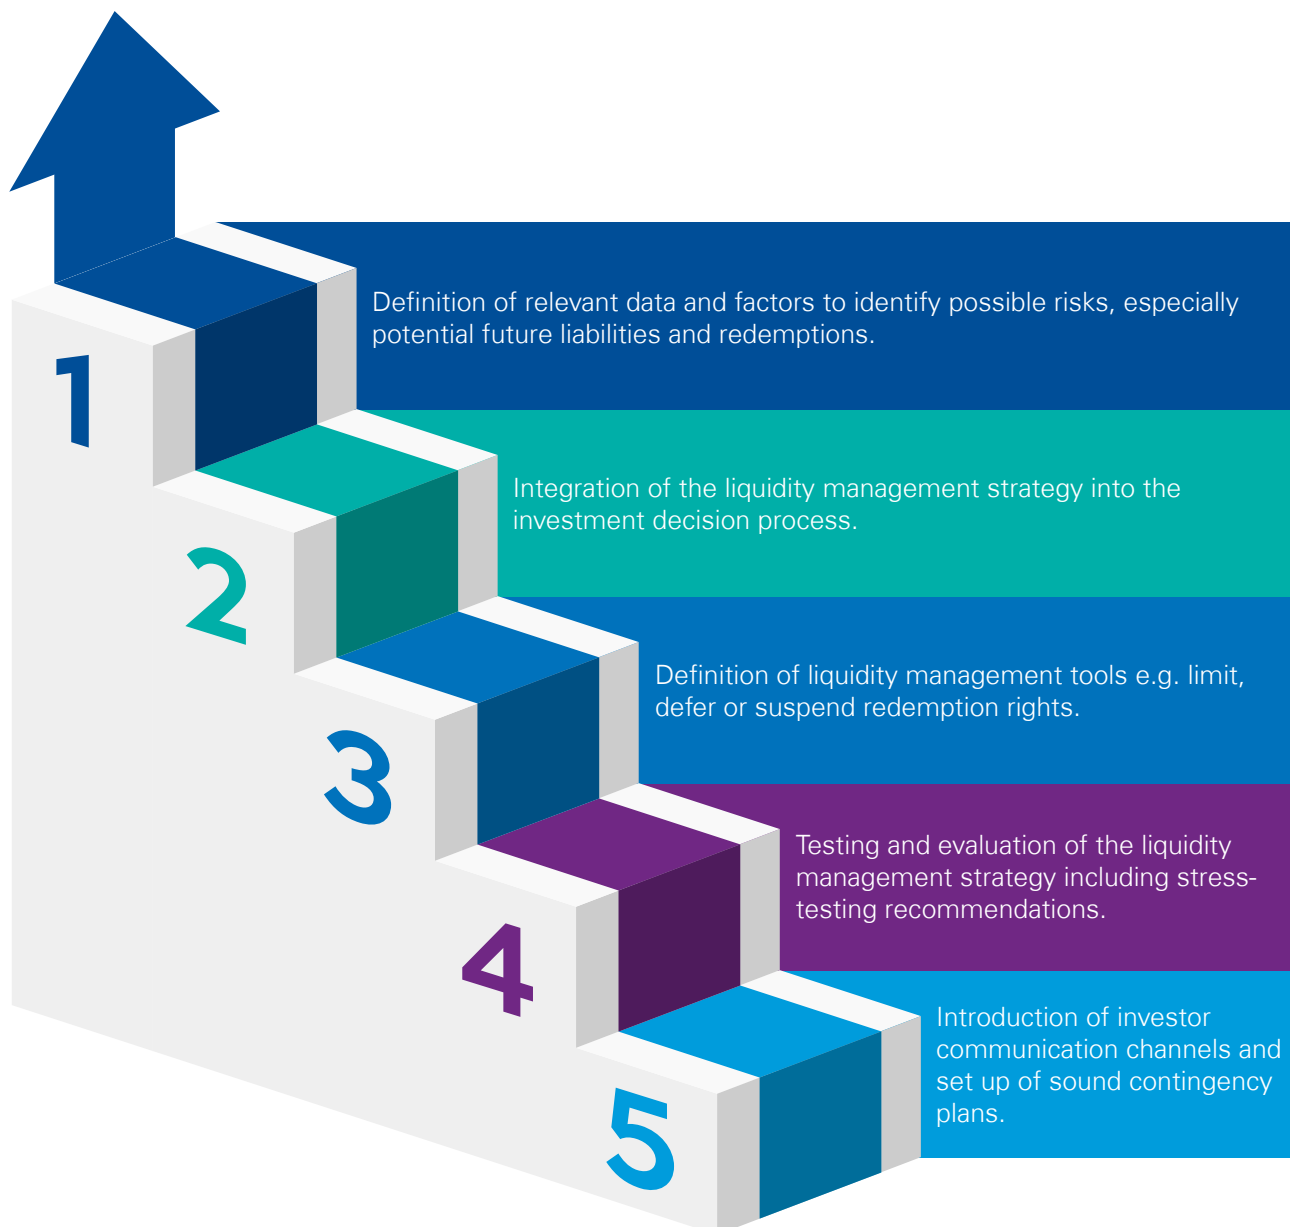 1
Definition of relevant data and factors to identify possible risks, especially
potential future liabilities and redemptions.
2
Integration of the liquidity management strategy into the
investment decision process.
3
Definition of liquidity management tools e.g. limit,
defer or suspend redemption rights.
4
Testing and evaluation of the liquidity
management strategy including stress-
testing recommendations.
5
Introduction of investor
communication channels and
set up of sound contingency
plans.